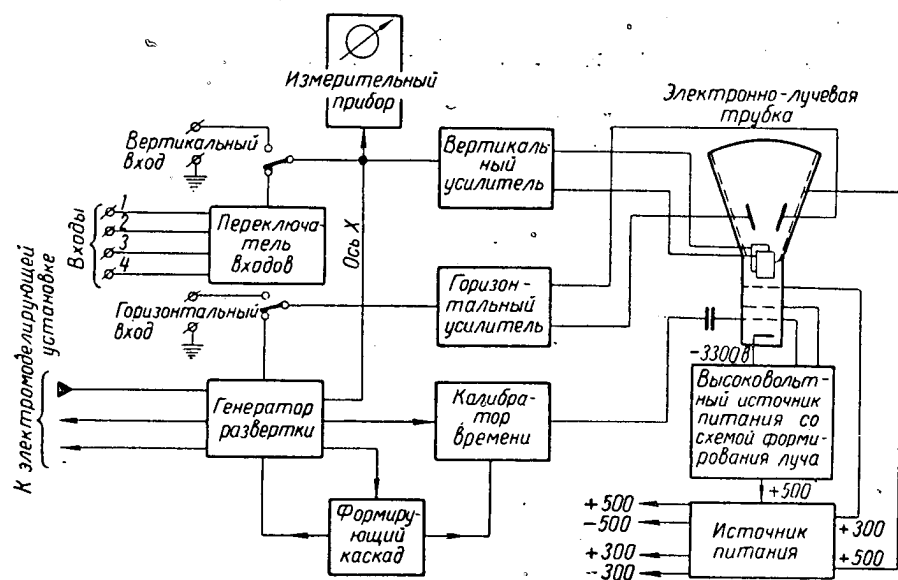 Измерительный
прибор
Электронно-лучевая
трубка
Вертикальный
вход
Вертикаль-
ный
усилитель
Входы
1
2
3
4
Переключа-
тель
входов
Ось X
Горизонтальный
вход
Горизон-
тальный
усилитель
К электромоделирующей
установке
Генератор
развертки
Калибра-
тор
времени
-3300в
Высоковольт-
ный источник
питания со
схемой форми-
рования луча
+500
Формиру-
ющий
каскад
+500
-500
+300
-300
Источник
питания
+300
+500